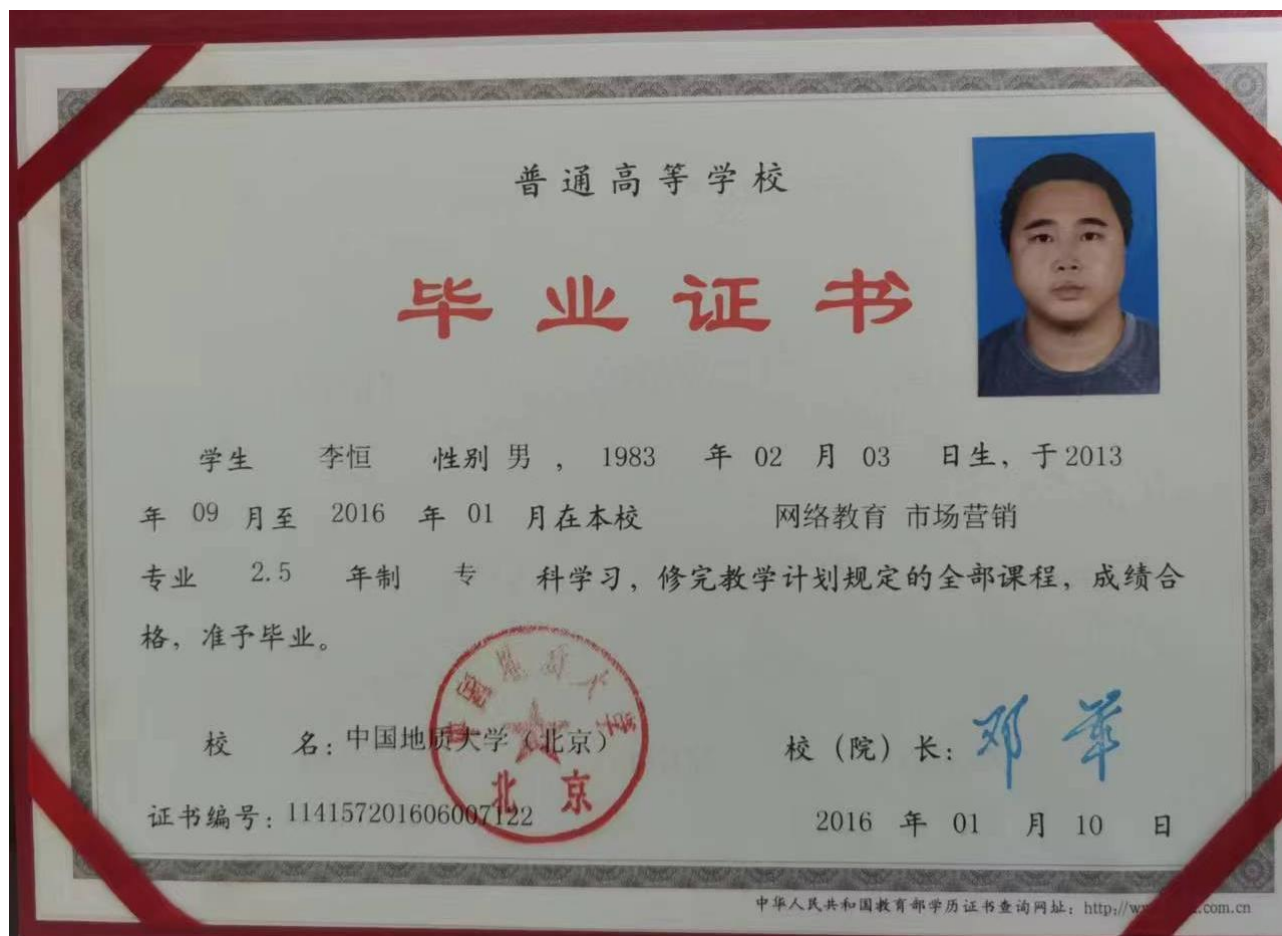 普通高等学校
毕业证书
学生 李恒 性别 男 , 1983 年 02 月 03 日生, 于 2013
年 09 月至 2016 年 01 月在本校 网络教育 市场营销
专业 2.5 年制 专 科学习, 修完教学计划规定的全部课程, 成绩合
格, 准予毕业。
中国地质大学
北京
校 名: 中国地质大学（北京） 校（院）长: 邓军
证书编号: 114157201606007122 2016 年 01 月 10 日
中华人民共和国教育部学历证书查询网址: http://w .com.cn